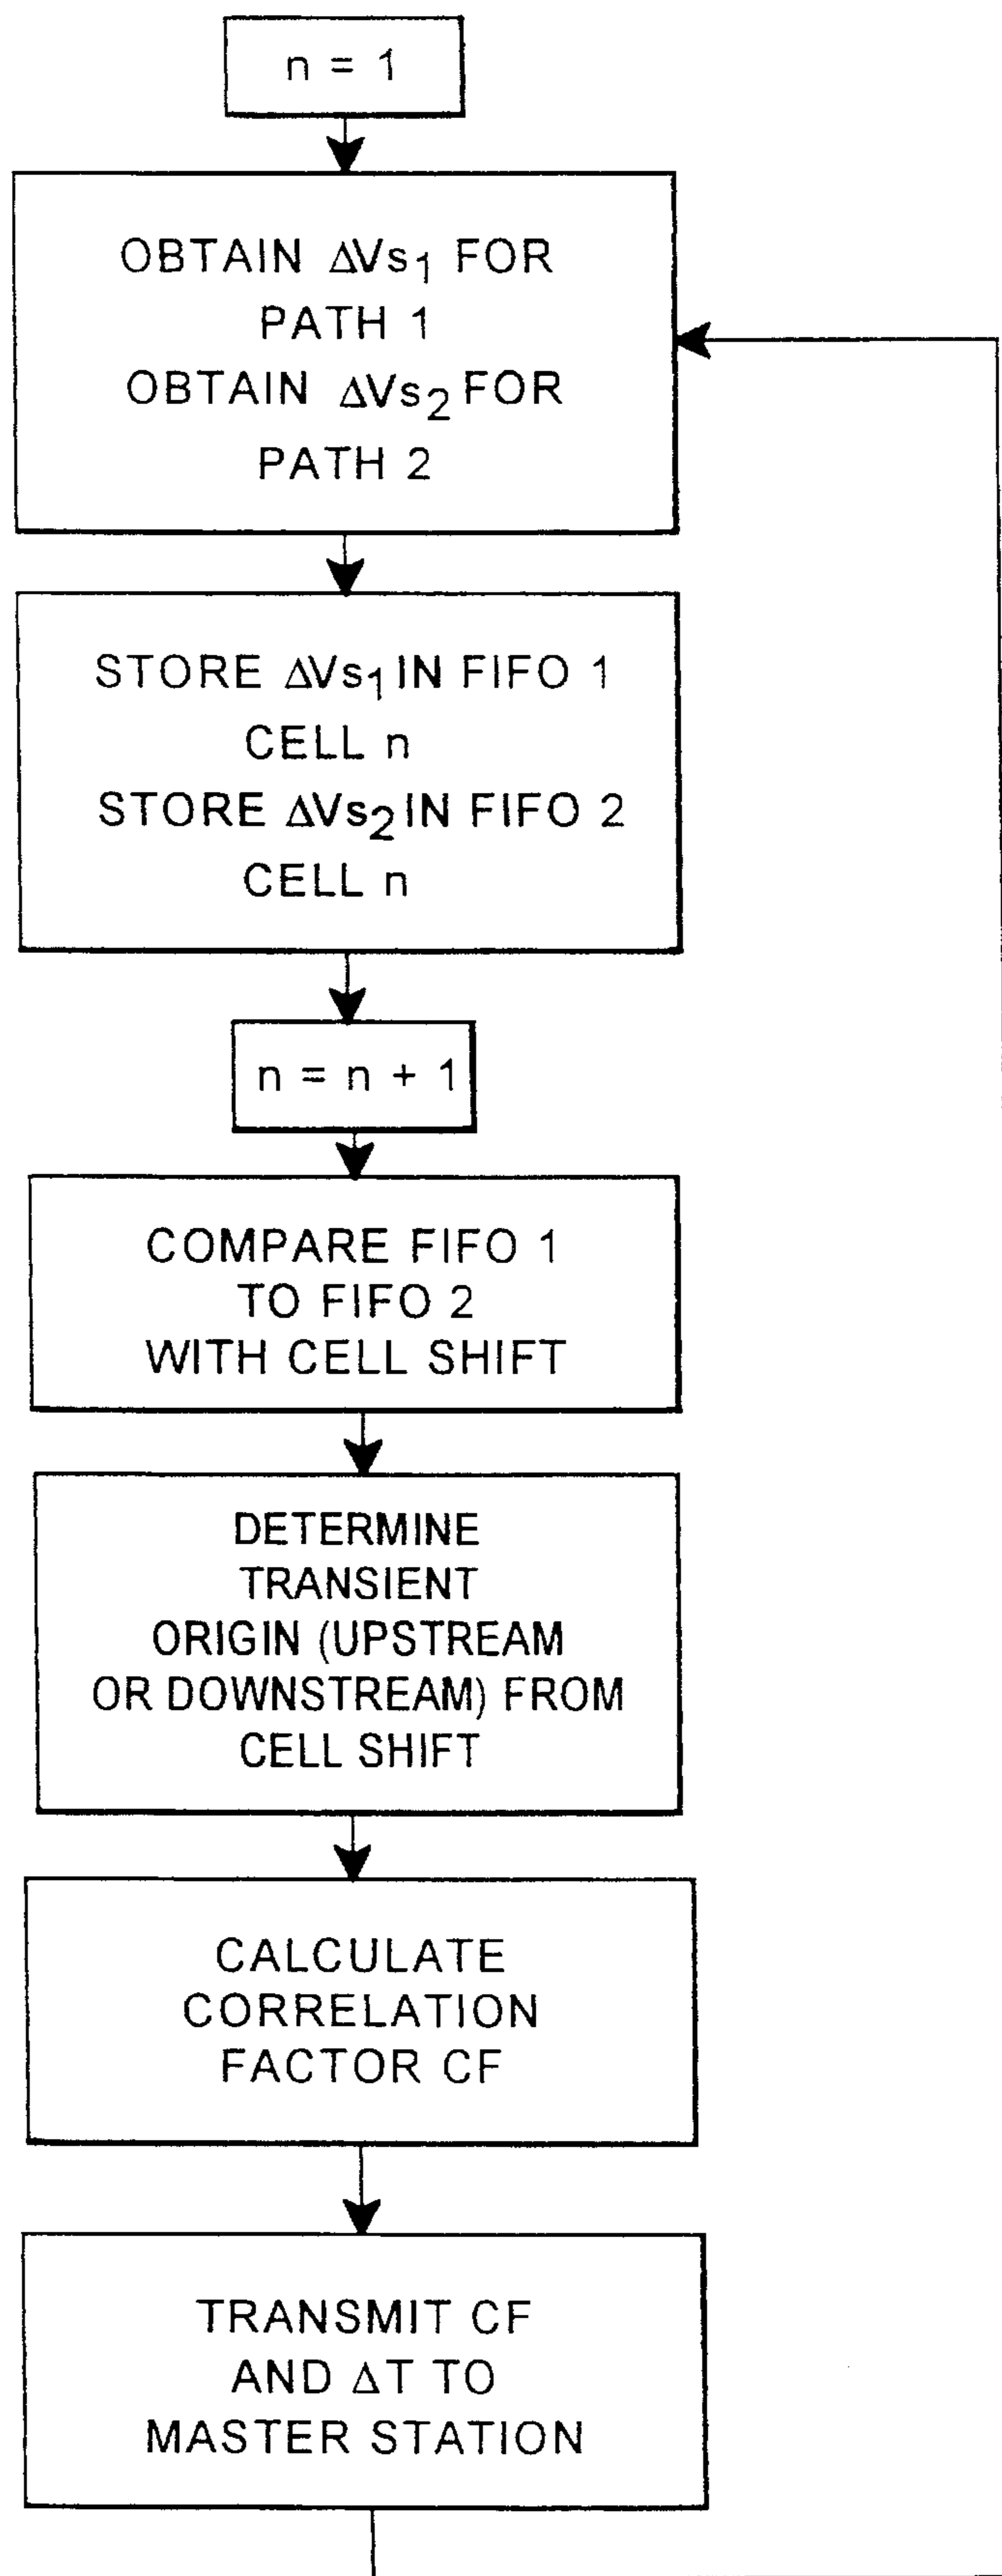 n = 1
OBTAIN ΔVs₁ FOR
PATH 1
OBTAIN ΔVs₂ FOR
PATH 2
STORE ΔVs₁ IN FIFO 1
CELL n
STORE ΔVs₂ IN FIFO 2
CELL n
n = n + 1
COMPARE FIFO 1
TO FIFO 2
WITH CELL SHIFT
DETERMINE
TRANSIENT
ORIGIN (UPSTREAM
OR DOWNSTREAM) FROM
CELL SHIFT
CALCULATE
CORRELATION
FACTOR CF
TRANSMIT CF
AND ΔT TO
MASTER STATION